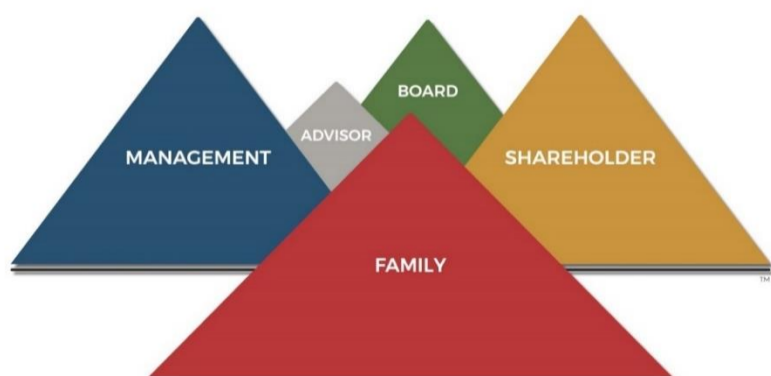 BOARD
ADVISOR
MANAGEMENT
SHAREHOLDER
FAMILY
TM